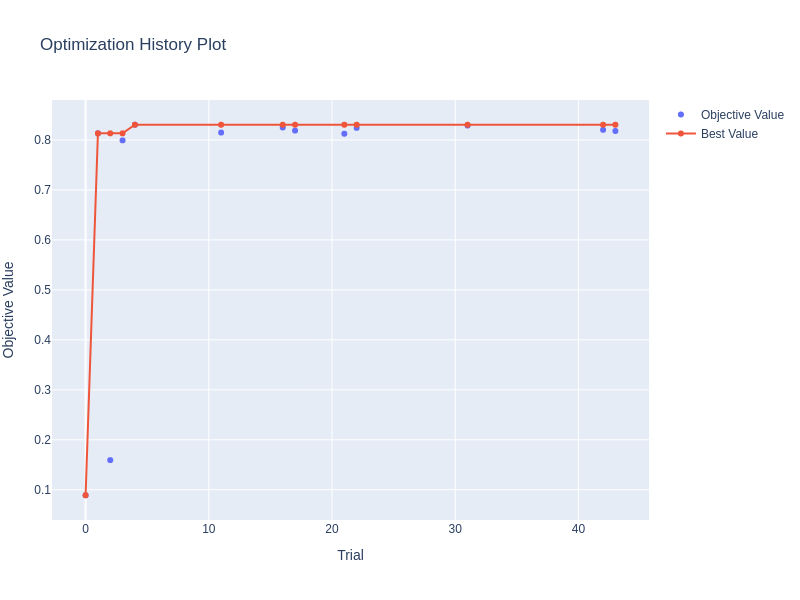 Optimization History Plot
Objective Value
Best Value
0.8
0.7
0.6
0.5
0.4
0.3
0.2
0.1
Objective Value
0
10
20
30
40
Trial